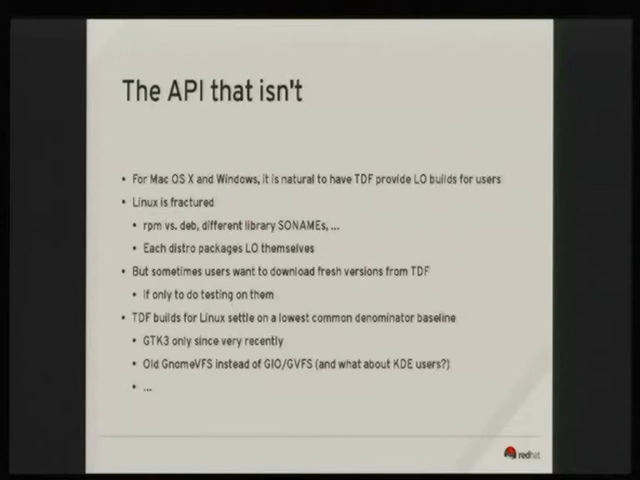 The API that isn't
• For Mac OS X and Windows, it is natural to have TDF provide LO builds for users
• Linux is fractured
• rpm vs. deb, different library SONAMEs, ...
• Each distro packages LO themselves
• But sometimes users want to download fresh versions from TDF
• If only to do testing on them
• TDF builds for Linux settle on a lowest common denominator baseline
• GTK3 only since very recently
• Old GnomeVFS instead of GIO/GVFS (and what about KDE users?)
• ...
redhat